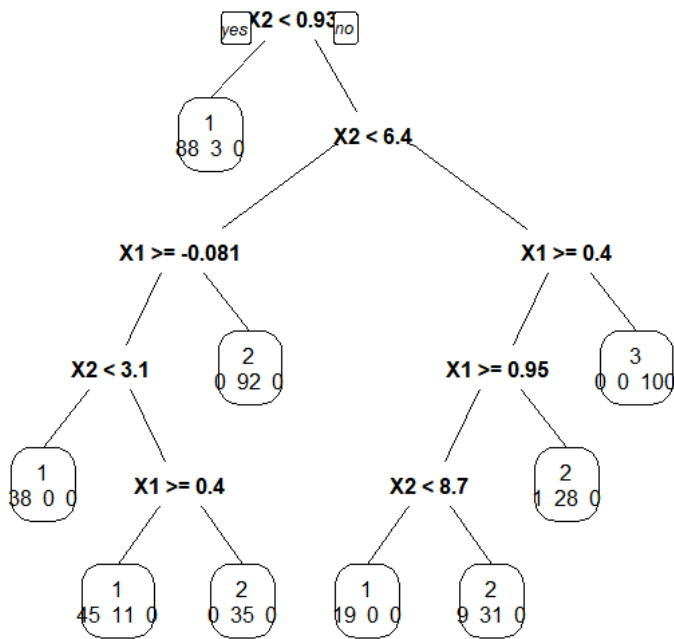 yes X2 < 0.93 no
1
88 3 0
X2 < 6.4
X1 >= -0.081
X1 >= 0.4
2
0 92 0
3
0 0 100
X2 < 3.1
X1 >= 0.95
1
38 0 0
2
1 28 0
X1 >= 0.4
X2 < 8.7
1
45 11 0
2
0 35 0
1
19 0 0
2
9 31 0